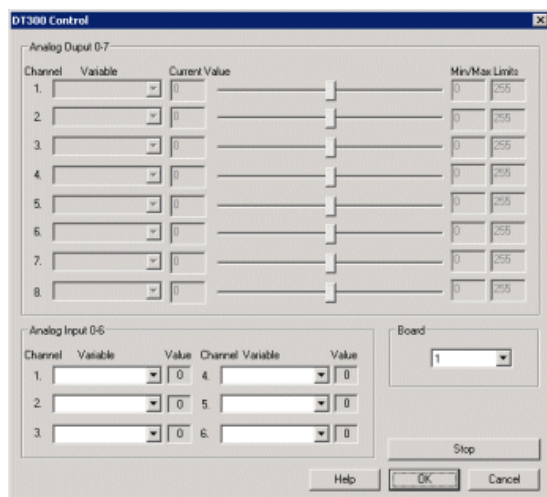 DT300 Control
Analog Ouput 0-7
Channel Variable Current Value Min/Max Limits
1. 0 0 255
2. 0 0 255
3. 0 0 255
4. 0 0 255
5. 0 0 255
6. 0 0 255
7. 0 0 255
8. 0 0 255
Analog Input 0-6
Channel Variable Value Channel Variable Value
1. 0 4. 0
2. 0 5. 0
3. 0 6. 0
Board
1
Stop
Help OK Cancel